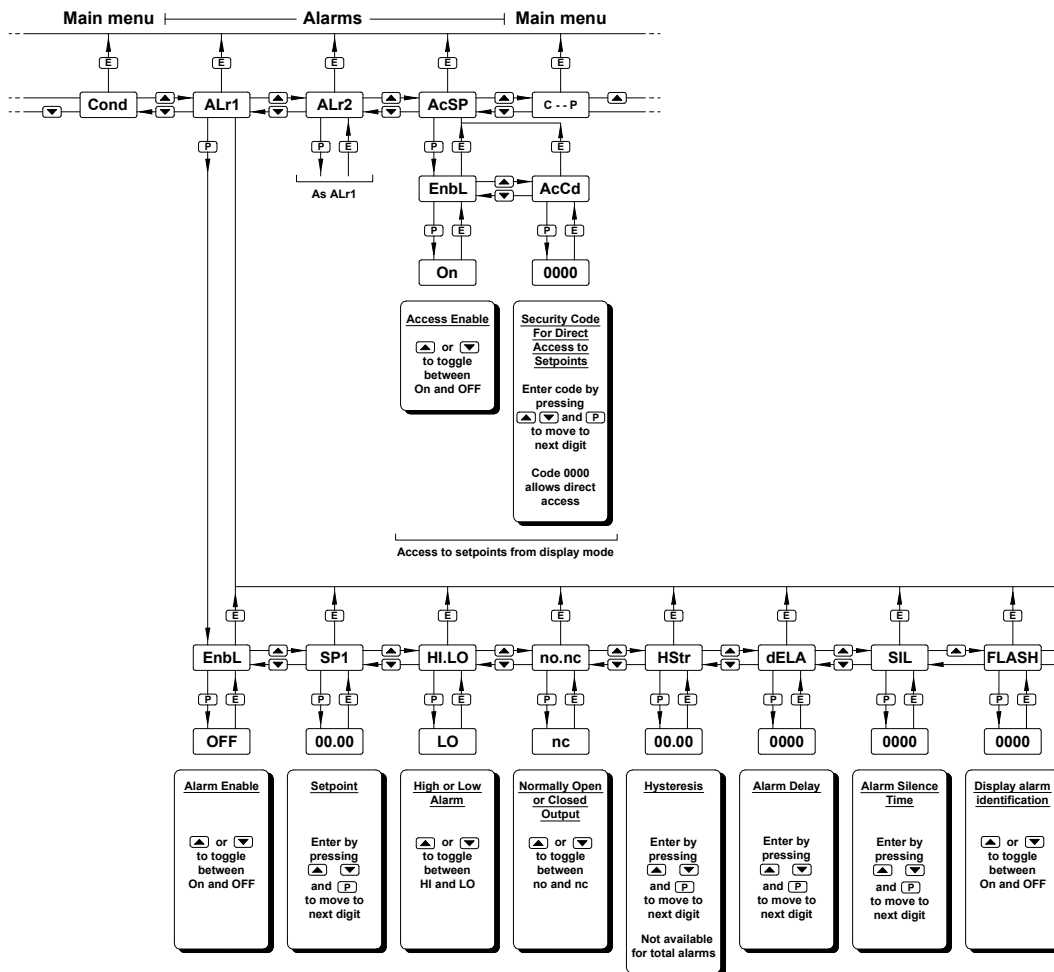 Main menu Alarms Main menu
E E E E E
Cond ALr1 ALr2 AcSP C - - P
P P E P E E
As ALr1
EnbL AcCd
P E P E
On 0000
Access Enable
or
to toggle
between
On and OFF
Security Code
For Direct
Access to
Setpoints
Enter code by
pressing
and P
to move to
next digit
Code 0000
allows direct
access
Access to setpoints from display mode
E E E E E E E E
EnbL SP1 HI.LO no.nc HStr dELA SIL FLASH
P E P E P E P E P E P E P E P E
OFF 00.00 LO nc 00.00 0000 0000 0000
Alarm Enable
or
to toggle
between
On and OFF
Setpoint
Enter by
pressing
and P
to move to
next digit
High or Low
Alarm
or
to toggle
between
HI and LO
Normally Open
or Closed
Output
or
to toggle
between
no and nc
Hysteresis
Enter by
pressing
and P
to move to
next digit
Not available
for total alarms
Alarm Delay
Enter by
pressing
and P
to move to
next digit
Alarm Silence
Time
Enter by
pressing
and P
to move to
next digit
Display alarm
identification
or
to toggle
between
On and OFF